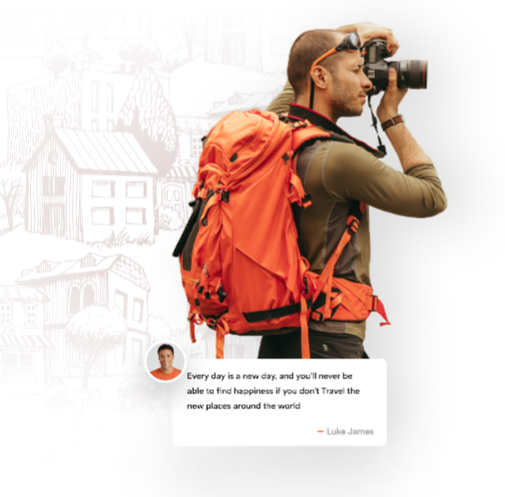 Every day is a new day, and you'll never be
able to find happiness if you don't Travel the
new places around the world
— Luke James